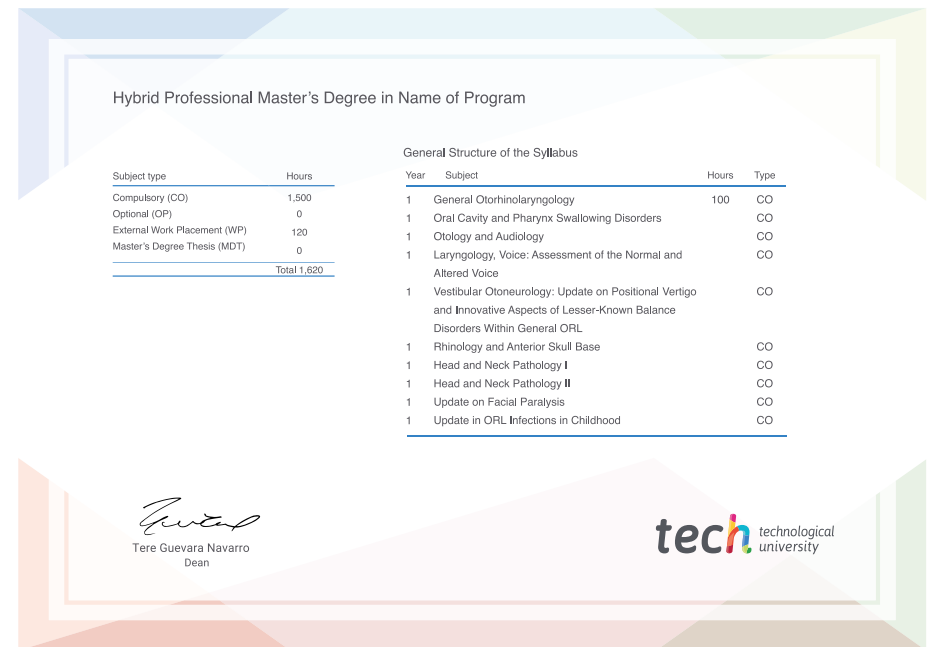 Hybrid Professional Master's Degree in Name of Program
General Structure of the Syllabus
Subject type Hours
Compulsory (CO) 1,500
Optional (OP) 0
External Work Placement (WP) 120
Master's Degree Thesis (MDT) 0
Total 1,620
Year Subject Hours Type
1 General Otorhinolaryngology 100 CO
1 Oral Cavity and Pharynx Swallowing Disorders CO
1 Otology and Audiology CO
1 Laryngology, Voice: Assessment of the Normal and CO
Altered Voice
1 Vestibular Otoneurology: Update on Positional Vertigo CO
and Innovative Aspects of Lesser-Known Balance
Disorders Within General ORL
1 Rhinology and Anterior Skull Base CO
1 Head and Neck Pathology I CO
1 Head and Neck Pathology II CO
1 Update on Facial Paralysis CO
1 Update in ORL Infections in Childhood CO
Tere Guevara Navarro
Dean
tech technological
university